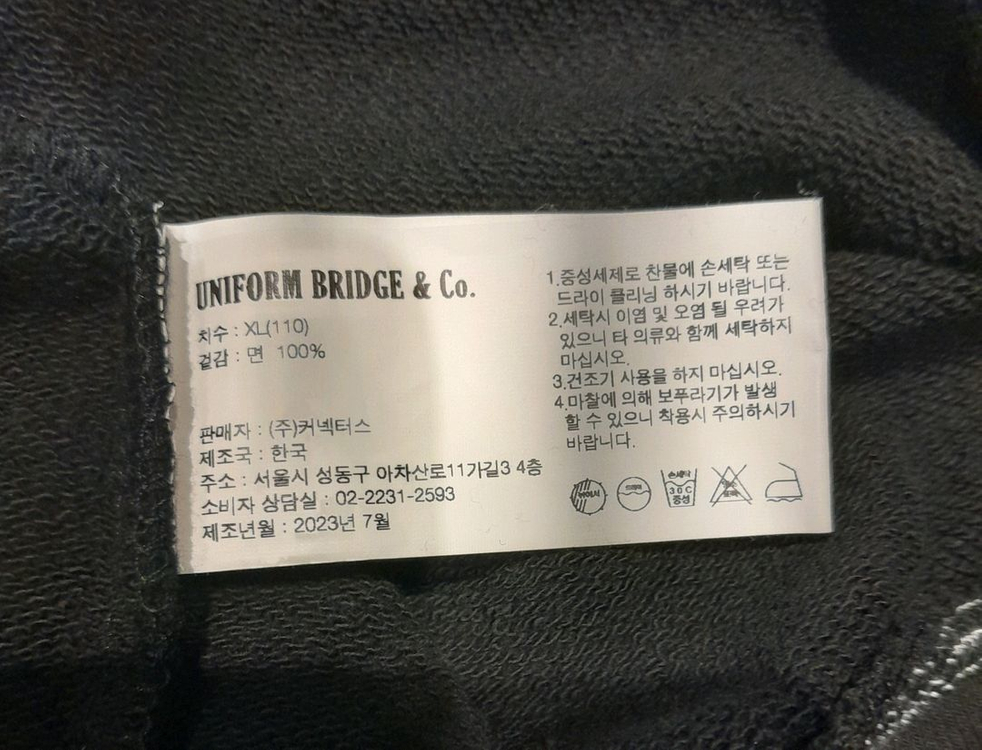 UNIFORM BRIDGE & Co.
치수 : XL(110)
겉감 : 면 100%
판매자 : (주)커넥터스
제조국 : 한국
주소 : 서울시 성동구 아차산로11가길3 4층
소비자 상담실 : 02-2231-2593
제조년월 : 2023년 7월
1.중성세제로 찬물에 손세탁 또는
드라이 클리닝 하시기 바랍니다.
2.세탁시 이염 및 오염 될 우려가
있으니 타 의류와 함께 세탁하지
마십시오.
3.건조기 사용을 하지 마십시오.
4.마찰에 의해 보푸라기가 발생
할 수 있으니 착용시 주의하시기
바랍니다.
손세탁
30℃
중성